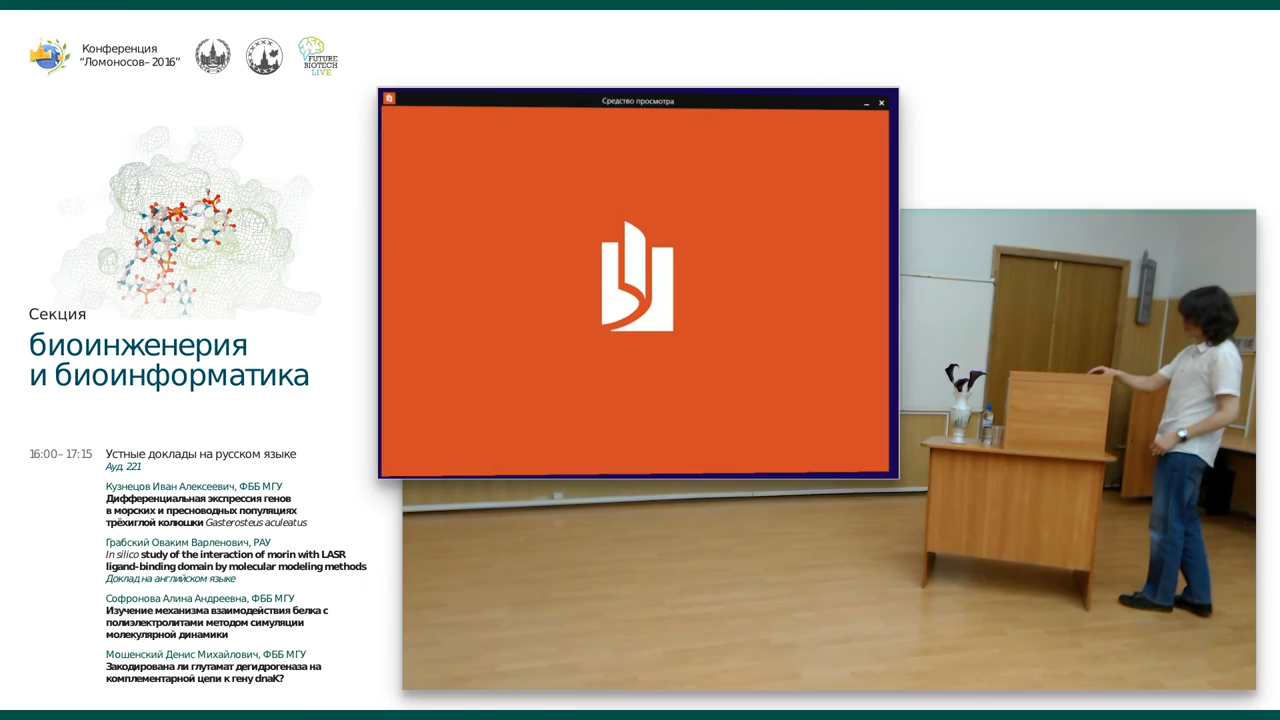 Конференция
“Ломоносов–2016”
FUTURE
BIOTECH
LIVE
Средство просмотра
Секция
биоинженерия
и биоинформатика
16:00–17:15 Устные доклады на русском языке
Ауд. 221
Кузнецов Иван Алексеевич, ФББ МГУ
Дифференциальная экспрессия генов
в морских и пресноводных популяциях
трёхиглой колюшки Gasterosteus aculeatus
Грабский Оваким Варленович, РАУ
In silico study of the interaction of morin with LASR
ligand-binding domain by molecular modeling methods
Доклад на английском языке
Софронова Алина Андреевна, ФББ МГУ
Изучение механизма взаимодействия белка с
полиэлектролитами методом симуляции
молекулярной динамики
Мошенский Денис Михайлович, ФББ МГУ
Закодирована ли глутамат дегидрогеназа на
комплементарной цепи к гену dnaK?